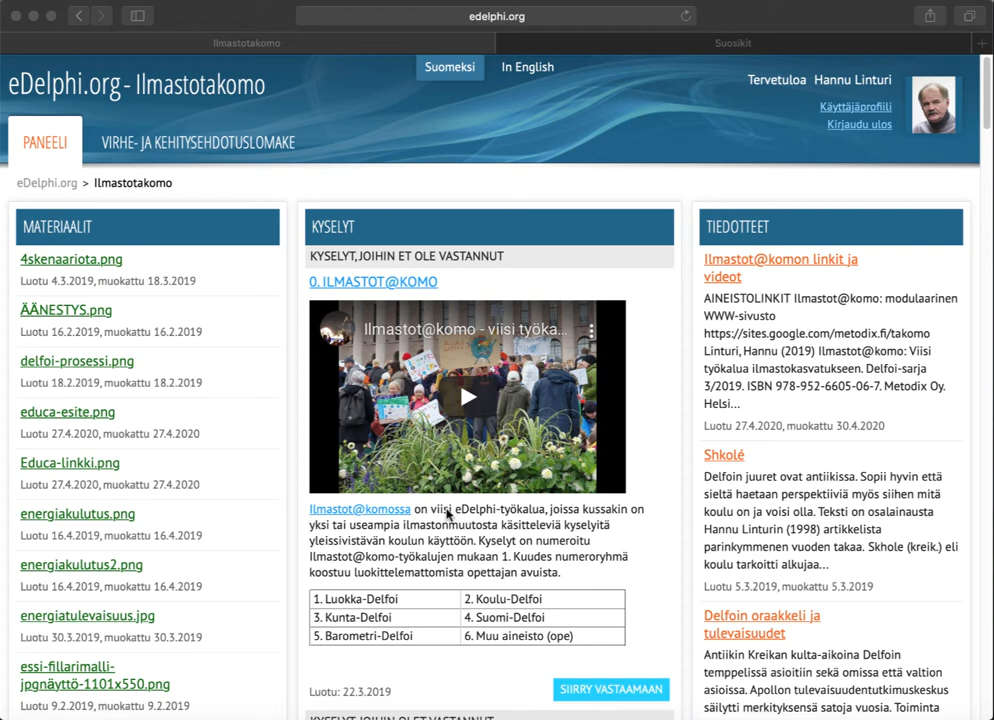 edelphi.org
Ilmastotakomo
Suosikit
Suomeksi
In English
eDelphi.org - Ilmastotakomo
Tervetuloa Hannu Linturi
Käyttäjäprofiili
Kirjaudu ulos
PANEELI
VIRHE- JA KEHITYSEHDOTUSLOMAKE
eDelphi.org > Ilmastotakomo
MATERIAALIT
4skenaariota.png
Luotu 4.3.2019, muokattu 18.3.2019
ÄÄNESTYS.png
Luotu 16.2.2019, muokattu 16.2.2019
delfoi-prosessi.png
Luotu 18.2.2019, muokattu 18.2.2019
educa-esite.png
Luotu 27.4.2020, muokattu 27.4.2020
Educa-linkki.png
Luotu 27.4.2020, muokattu 27.4.2020
energiakulutus.png
Luotu 16.4.2019, muokattu 16.4.2019
energiakulutus2.png
Luotu 16.4.2019, muokattu 16.4.2019
energiatulevaisuus.jpg
Luotu 30.3.2019, muokattu 30.3.2019
essi-fillarimalli-
jpgnäyttö-1101x550.png
Luotu 9.2.2019, muokattu 9.2.2019
KYSELYT
KYSELYT, JOIHIN ET OLE VASTANNUT
0. ILMASTOT@KOMO
Ilmastot@komo - viisi työka...
Ilmastot@komossa on viisi eDelphi-työkalua, joissa kussakin on
yksi tai useampia ilmastonmuutosta käsitteleviä kyselyitä
yleissivistävän koulun käyttöön. Kyselyt on numeroitu
Ilmastot@komo-työkalujen mukaan 1. Kuudes numeroryhmä
koostuu luokittelemattomista opettajan avuista.
1. Luokka-Delfoi
2. Koulu-Delfoi
3. Kunta-Delfoi
4. Suomi-Delfoi
5. Barometri-Delfoi
6. Muu aineisto (ope)
Luotu: 22.3.2019
SIIRRY VASTAAMAAN
KYSELYT, JOIHIN OLET VASTANNUT
TIEDOTTEET
Ilmastot@komon linkit ja
videot
AINEISTOLINKIT Ilmastot@komo: modulaarinen
WWW-sivusto
https://sites.google.com/metodix.fi/takomo
Linturi, Hannu (2019) Ilmastot@komo: Viisi
työkalua ilmastokasvatukseen. Delfoi-sarja
3/2019. ISBN 978-952-6605-06-7. Metodix Oy.
Helsi...
Luotu 27.4.2020, muokattu 30.4.2020
Shkolé
Delfoin juuret ovat antiikissa. Sopii hyvin että
sieltä haetaan perspektiiviä myös siihen mitä
koulu on ja voisi olla. Teksti on osalainaus
Hannu Linturin (1998) artikkelista
parinkymmenen vuoden takaa. Skhole (kreik.) eli
koulu tarkoitti alkujaa...
Luotu 5.3.2019, muokattu 5.3.2019
Delfoin oraakkeli ja
tulevaisuudet
Antiikin Kreikan kulta-aikoina Delfoin
temppelissä asioitiin sekä omissa että valtion
asioissa. Apollon tulevaisuudentutkimuskeskus
säilytti merkityksensä satoja vuosia. Toiminta